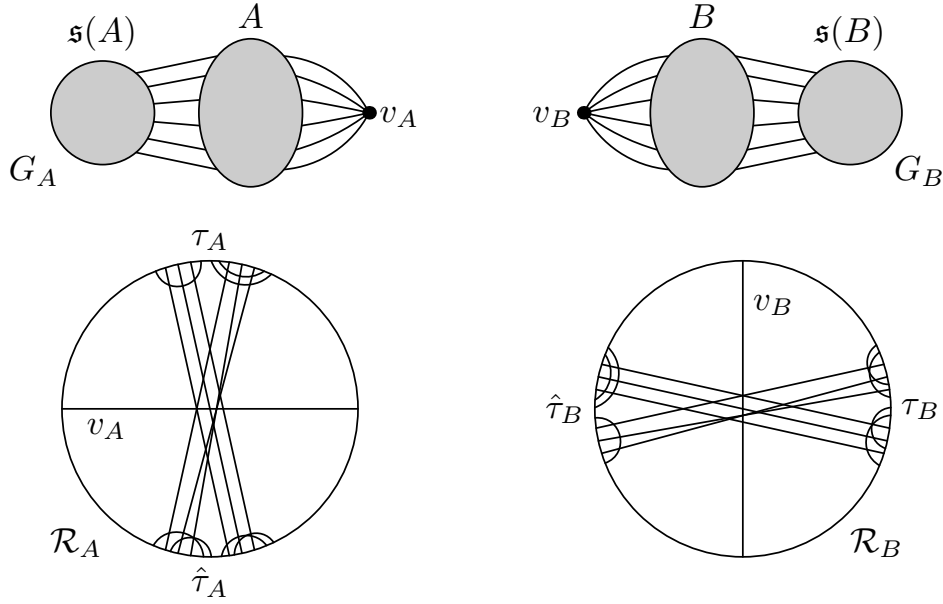 𝔰(A) A B 𝔰(B)
v_A v_B
G_A G_B
τ_A
v_B
v_A τ̂_B τ_B
R_A R_B
τ̂_A